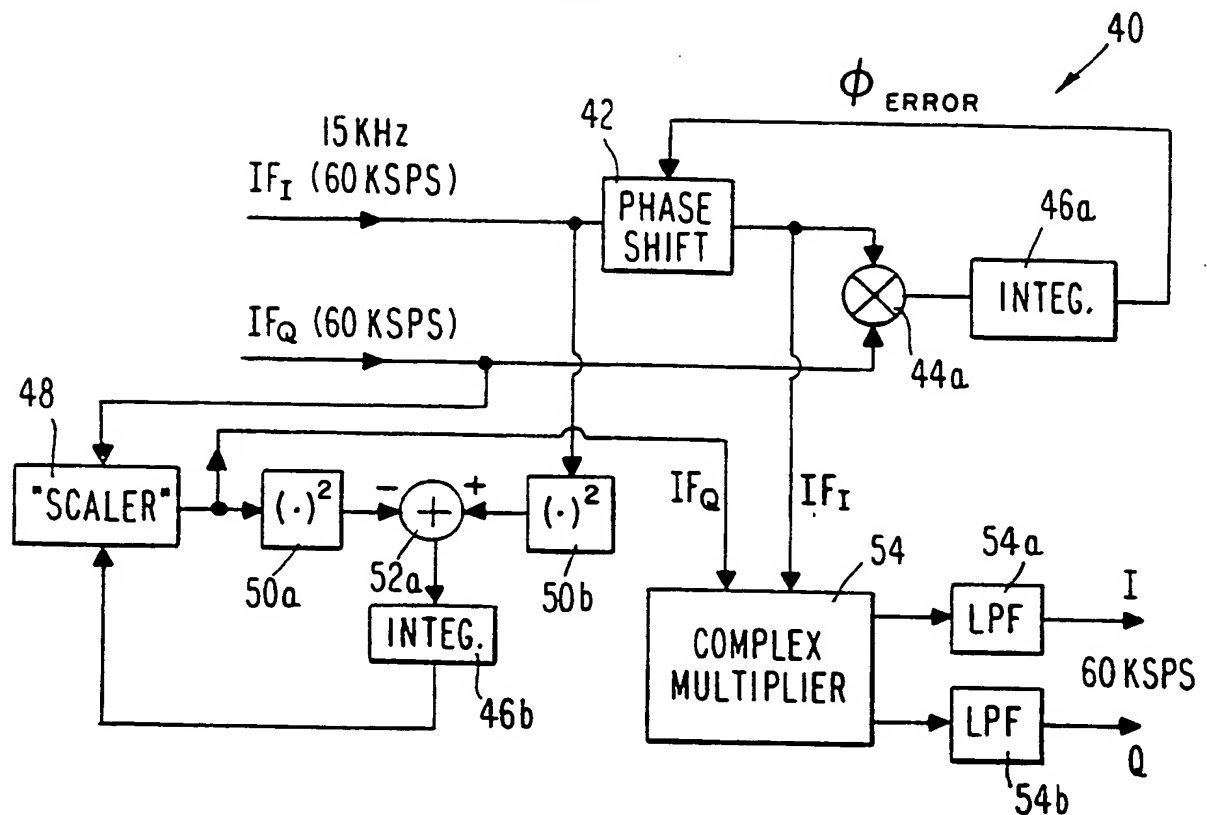 40
Φ ERROR
42
15 KHz
IF_I (60 KSPS)
PHASE
SHIFT
46a
INTEG.
IF_Q (60 KSPS)
44a
48
"SCALER"
(·)²
-
+
+
(·)²
IF_Q
IF_I
50a
52a
50b
54
54a
I
INTEG.
COMPLEX
MULTIPLIER
LPF
60 KSPS
46b
LPF
Q
54b